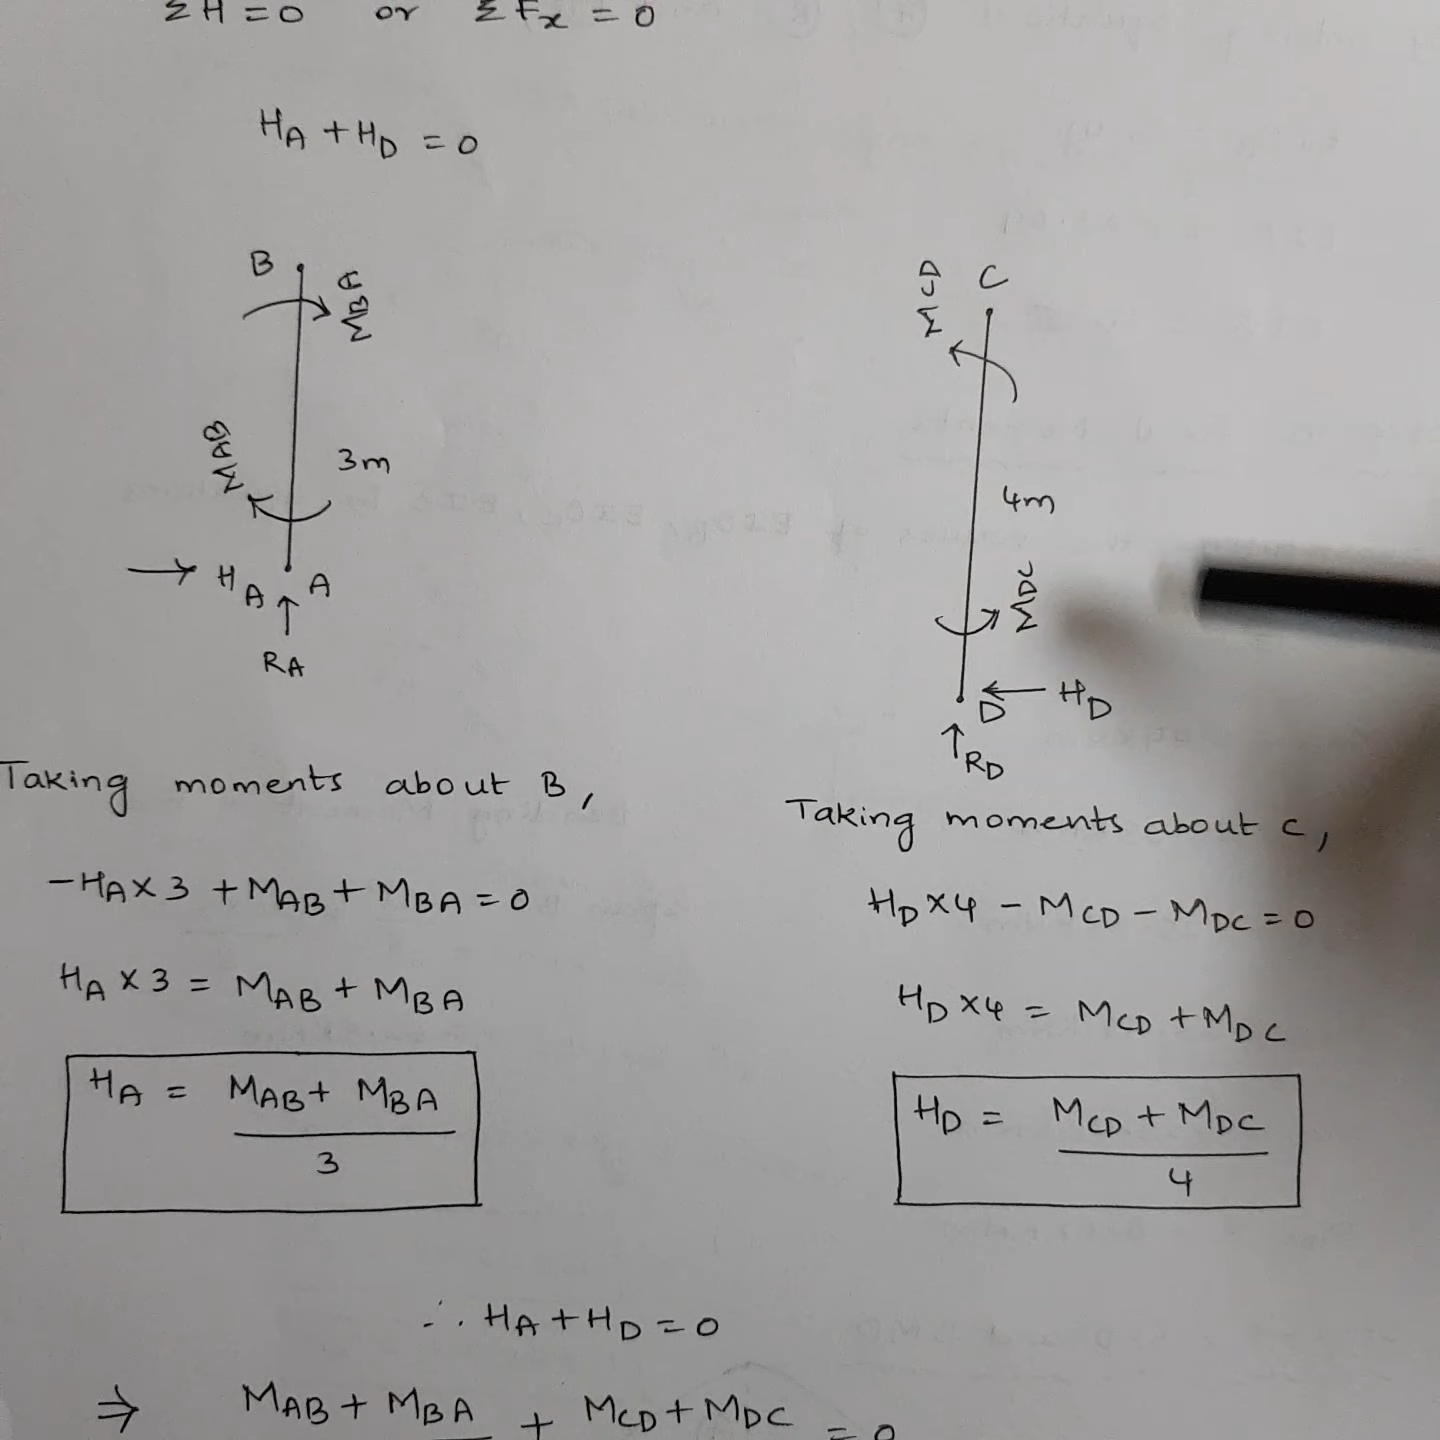 ΣH = 0 or ΣFx = 0
HA + HD = 0
B
MBA
MAB
3m
HA A
RA
MCD C
4m
MDC
D HD
RD
Taking moments about B,
-HA×3 + MAB + MBA = 0
HA × 3 = MAB + MBA
HA = MAB + MBA
3
Taking moments about C,
HD×4 - MCD - MDC = 0
HD×4 = MCD + MDC
HD = MCD + MDC
4
∴ HA + HD = 0
⇒ MAB + MBA + MCD + MDC = 0